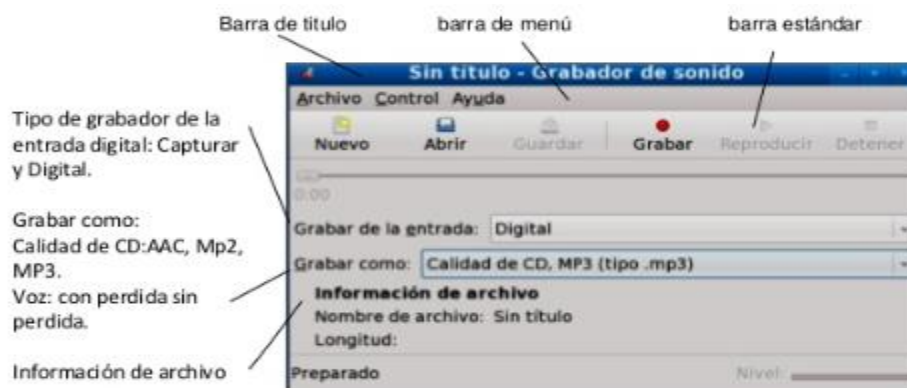 Barra de titulo
barra de menú
barra estándar
Sin título - Grabador de sonido
Archivo Control Ayuda
Nuevo Abrir Guardar Grabar Reproducir Detener
0:00
Tipo de grabador de la
entrada digital: Capturar
y Digital.
Grabar de la entrada: Digital
Grabar como:
Calidad de CD:AAC, Mp2,
MP3.
Voz: con perdida sin
perdida.
Grabar como: Calidad de CD, MP3 (tipo .mp3)
Información de archivo
Nombre de archivo: Sin título
Longitud:
Información de archivo
Preparado
Nivel: